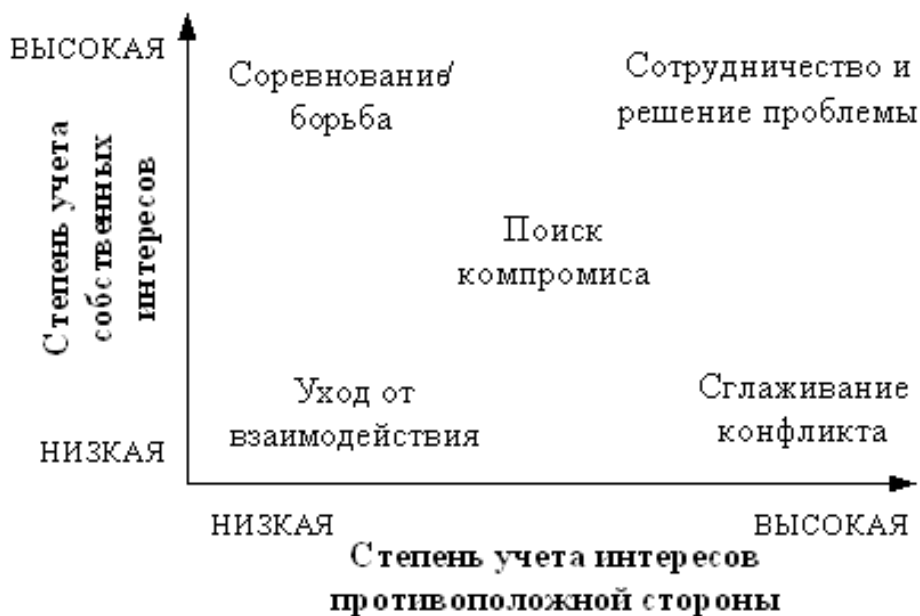 ВЫСОКАЯ
Соревнование/
борьба
Сотрудничество и
решение проблемы
Степень учета
собственных
интересов
Поиск
компромиса
Уход от
взаимодействия
Сглаживание
конфликта
НИЗКАЯ
НИЗКАЯ
ВЫСОКАЯ
Степень учета интересов
противоположной стороны